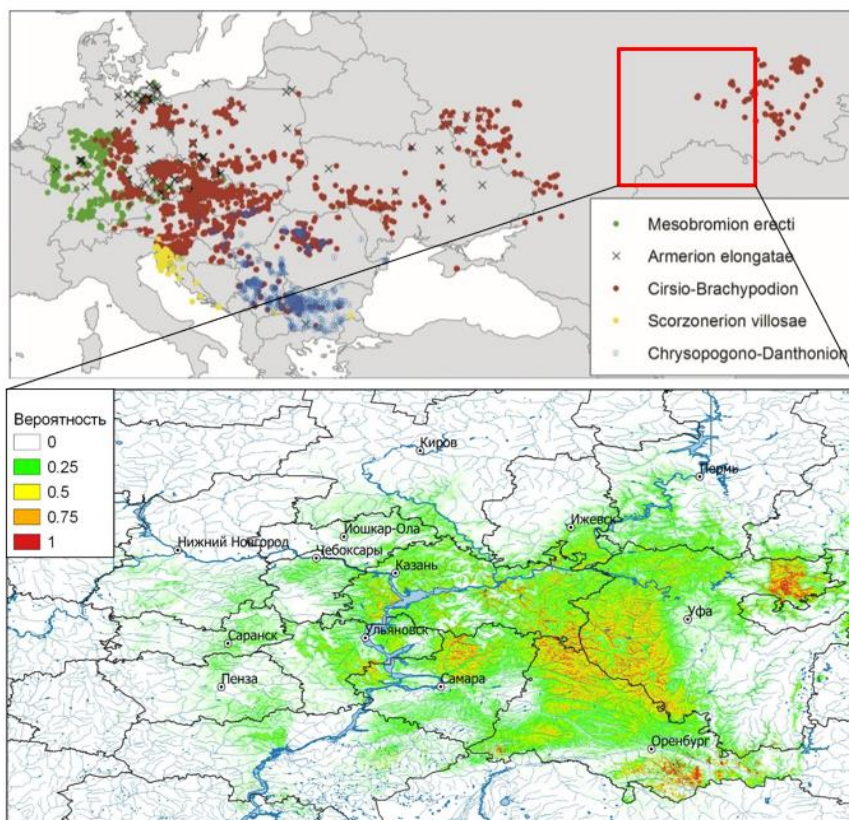 Mesobromion erecti
Armerion elongatae
Cirsio-Brachypodion
Scorzonerion villosae
Chrysopogono-Danthonion
Вероятность
0
0.25
0.5
0.75
1
Киров
Пермь
Ижевск
Йошкар-Ола
Нижний Новгород
Чебоксары
Казань
Уфа
Ульяновск
Саранск
Пенза
Самара
Оренбург